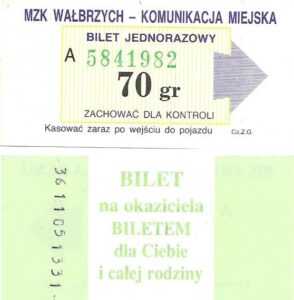 MZK WAŁBRZYCH - KOMUNIKACJA MIEJSKA
BILET JEDNORAZOWY
A 5841982
70 gr
ZACHOWAĆ DLA KONTROLI
Kasować zaraz po wejściu do pojazdu
Cz.Z.G.
BILET
na okaziciela
BILETEM
dla Ciebie
i całej rodziny
36111051331